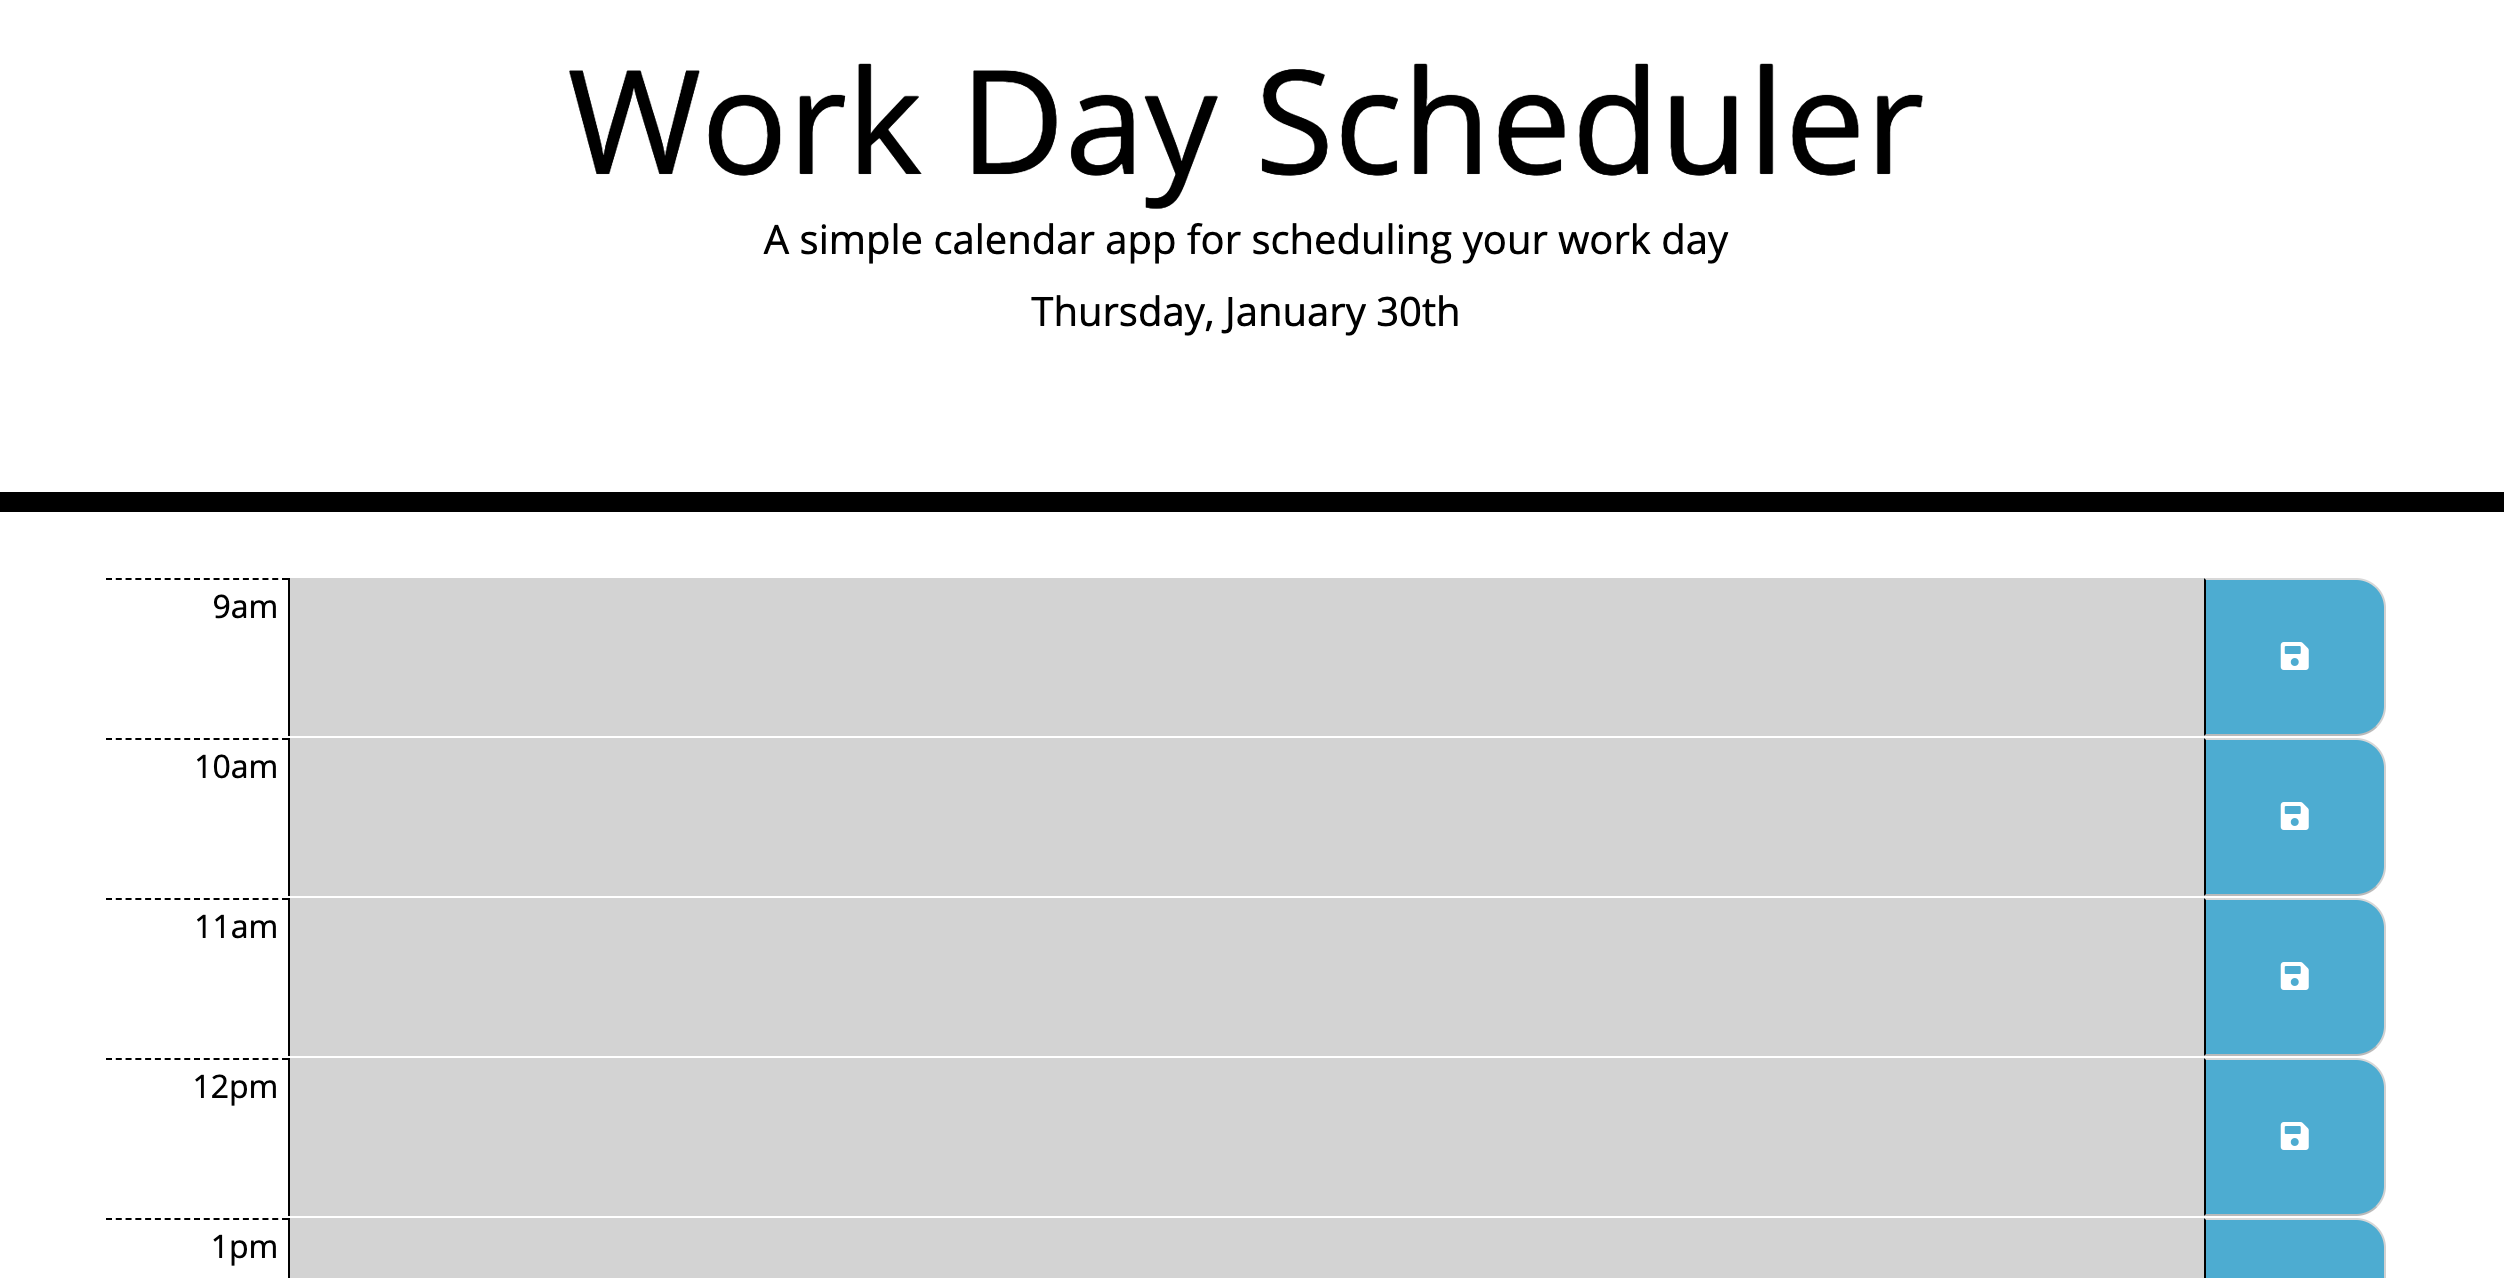 Work Day Scheduler
A simple calendar app for scheduling your work day
Thursday, January 30th
9am
10am
11am
12pm
1pm